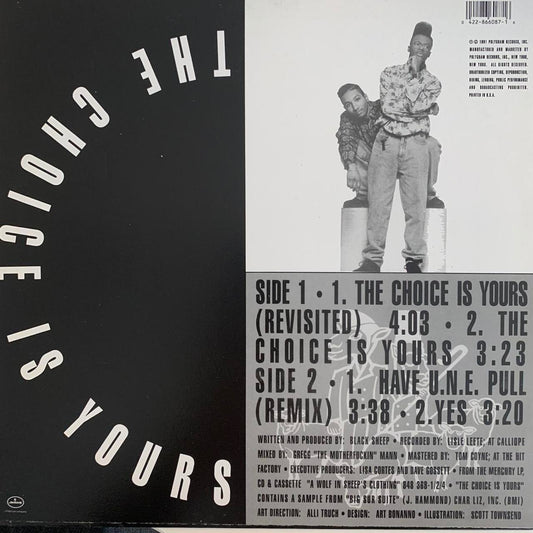 THE CHOICE IS YOURS
0 422-866087-1
℗ © 1991 POLYGRAM RECORDS, INC.
MANUFACTURED AND MARKETED BY
POLYGRAM RECORDS, INC., NEW YORK,
NEW YORK. ALL RIGHTS RESERVED.
UNAUTHORIZED COPYING, REPRODUCTION,
HIRING, LENDING, PUBLIC PERFORMANCE
AND BROADCASTING PROHIBITED.
PRINTED IN U.S.A.
SIDE 1 • 1. THE CHOICE IS YOURS
(REVISITED) 4:03 • 2. THE
CHOICE IS YOURS 3:23
SIDE 2 • 1. HAVE U.N.E. PULL
(REMIX) 3:38 • 2.YES 3:20
WRITTEN AND PRODUCED BY: BLACK SHEEP • RECORDED BY: LISLE LEETE, AT CALLIOPE
MIXED BY: GREGG "THE MOTHERFUCKIN" MANN • MASTERED BY: TOM COYNE; AT THE HIT
FACTORY • EXECUTIVE PRODUCERS: LISA CORTES AND DAVE GOSSETT • FROM THE MERCURY LP,
CD & CASSETTE "A WOLF IN SHEEP'S CLOTHING" 848 368-1/2/4 • "THE CHOICE IS YOURS"
CONTAINS A SAMPLE FROM "BIG SUR SUITE" (J. HAMMOND) CHAR LIZ, INC. (BMI)
ART DIRECTION: ALLI TRUCH • DESIGN: ART BONANNO • ILLUSTRATION: SCOTT TOWNSEND